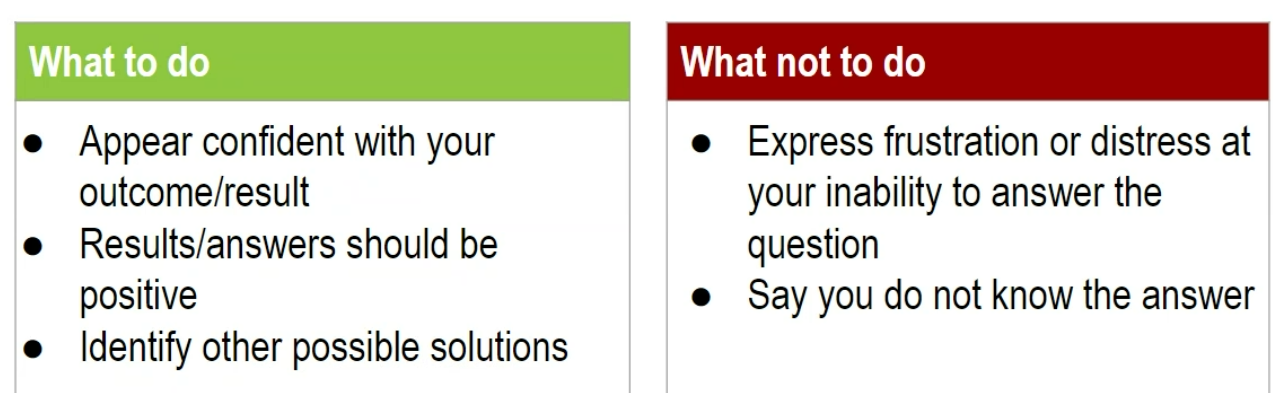 What to do
● Appear confident with your
outcome/result
● Results/answers should be
positive
● Identify other possible solutions
What not to do
● Express frustration or distress at
your inability to answer the
question
● Say you do not know the answer